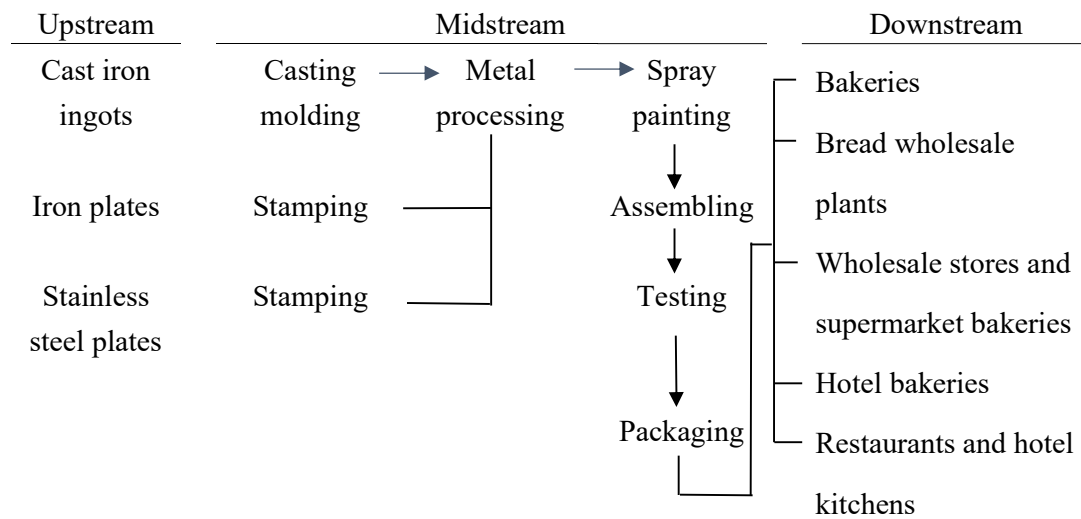 Upstream
Midstream
Downstream
Cast iron
ingots
Casting
molding
Metal
processing
Spray
painting
Iron plates
Stamping
Assembling
Stainless
steel plates
Stamping
Testing
Packaging
Bakeries
Bread wholesale
plants
Wholesale stores and
supermarket bakeries
Hotel bakeries
Restaurants and hotel
kitchens